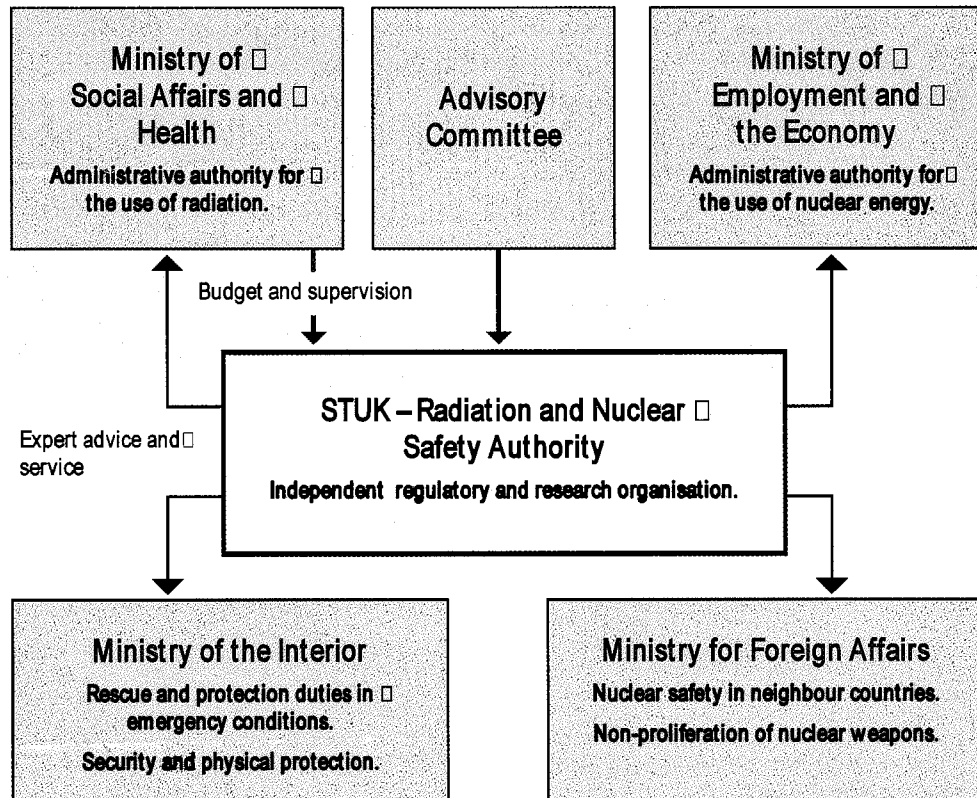 Ministry of
Social Affairs and
Health
Administrative authority for
the use of radiation.
Advisory
Committee
Ministry of
Employment and
the Economy
Administrative authority for
the use of nuclear energy.
Budget and supervision
STUK – Radiation and Nuclear
Safety Authority
Independent regulatory and research organisation.
Expert advice and
service
Ministry of the Interior
Rescue and protection duties in
emergency conditions.
Security and physical protection.
Ministry for Foreign Affairs
Nuclear safety in neighbour countries.
Non-proliferation of nuclear weapons.